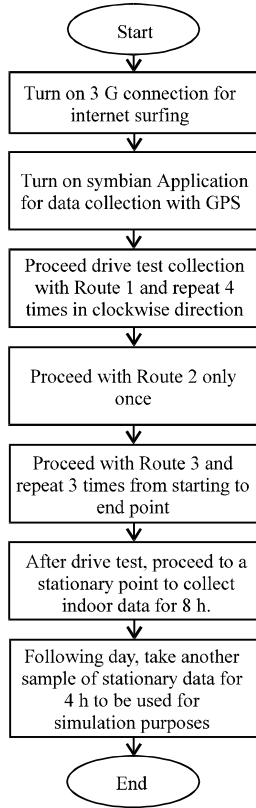 Start
Turn on 3 G connection for
internet surfing
Turn on symbian Application
for data collection with GPS
Proceed drive test collection
with Route 1 and repeat 4
times in clockwise direction
Proceed with Route 2 only
once
Proceed with Route 3 and
repeat 3 times from starting to
end point
After drive test, proceed to a
stationary point to collect
indoor data for 8 h.
Following day, take another
sample of stationary data for
4 h to be used for
simulation purposes
End